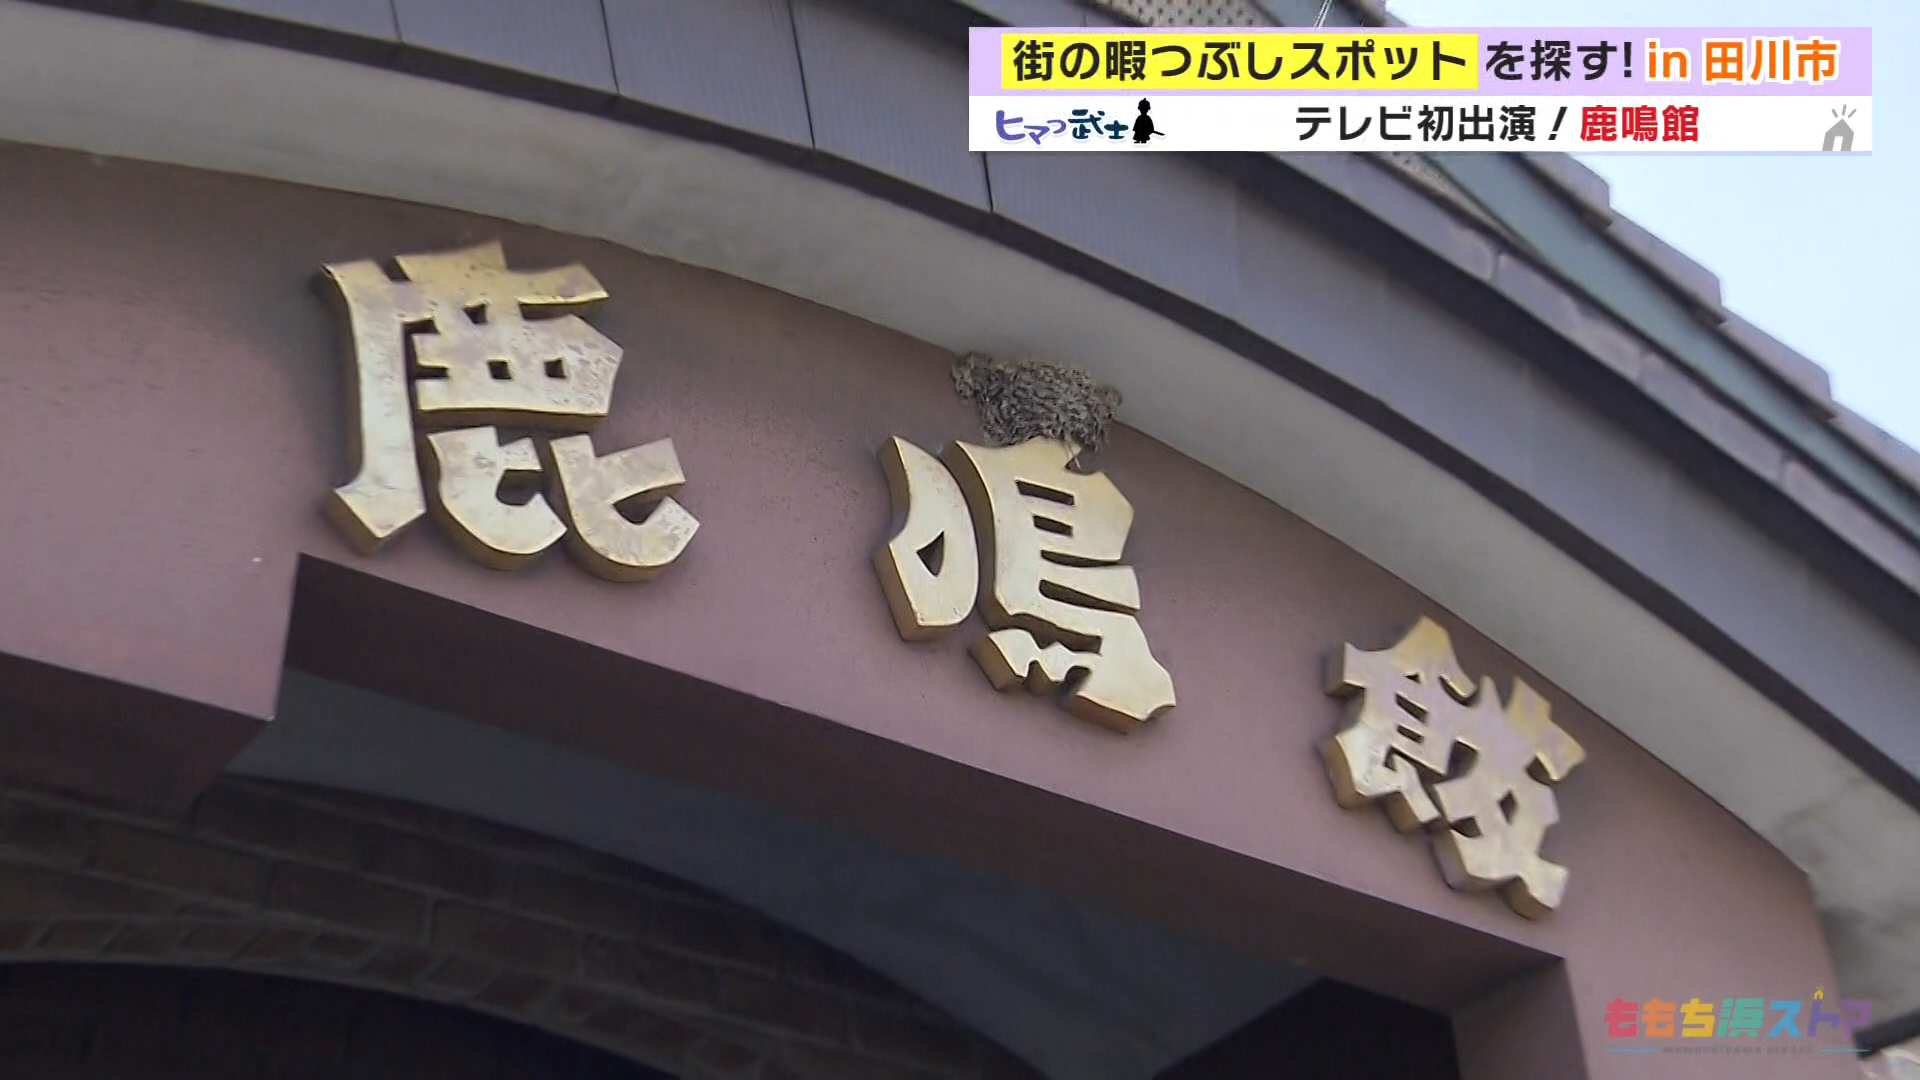 街の暇つぶしスポットを探す!in田川市
ヒマつ武士 テレビ初出演!鹿鳴館
鹿鳴館
ももち浜ストア